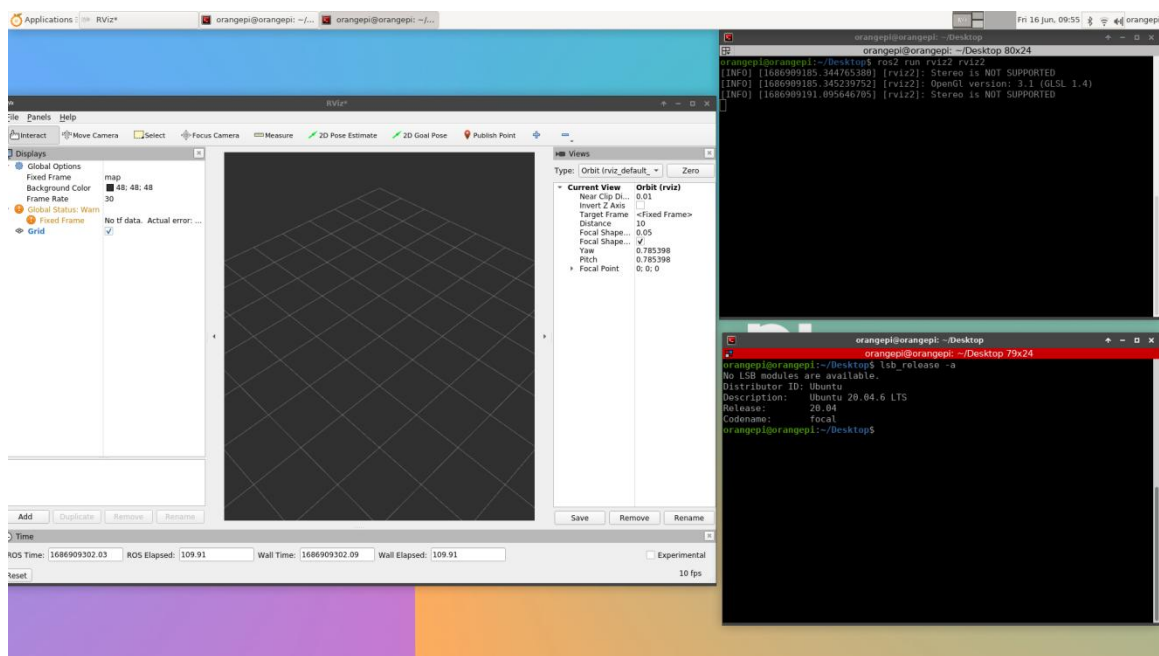 Applications RViz* orangepi@orangepi: ~/... orangepi@orangepi: ~/... Fri 16 Jun, 09:55 orangepi
RViz*
File Panels Help
Interact Move Camera Select Focus Camera Measure 2D Pose Estimate 2D Goal Pose Publish Point
Displays
Global Options
Fixed Frame map
Background Color 48; 48; 48
Frame Rate 30
Global Status: Warn
Fixed Frame No tf data. Actual error: ...
Grid
Add Duplicate Remove Rename
Views
Type: Orbit (rviz_default_ Zero
Current View Orbit (rviz)
Near Clip Di... 0.01
Invert Z Axis
Target Frame <Fixed Frame>
Distance 10
Focal Shape... 0.05
Focal Shape...
Yaw 0.785398
Pitch 0.785398
Focal Point 0; 0; 0
Save Remove Rename
Time
ROS Time: 1686909302.03 ROS Elapsed: 109.91 Wall Time: 1686909302.09 Wall Elapsed: 109.91 Experimental
Reset 10 fps
orangepi@orangepi: ~/Desktop
orangepi@orangepi: ~/Desktop 80x24
orangepi@orangepi:~/Desktop$ ros2 run rviz2 rviz2
[INFO] [1686909185.344765380] [rviz2]: Stereo is NOT SUPPORTED
[INFO] [1686909185.345239752] [rviz2]: OpenGl version: 3.1 (GLSL 1.4)
[INFO] [1686909191.095646705] [rviz2]: Stereo is NOT SUPPORTED
orangepi@orangepi: ~/Desktop
orangepi@orangepi: ~/Desktop 79x24
orangepi@orangepi:~/Desktop$ lsb_release -a
No LSB modules are available.
Distributor ID: Ubuntu
Description: Ubuntu 20.04.6 LTS
Release: 20.04
Codename: focal
orangepi@orangepi:~/Desktop$